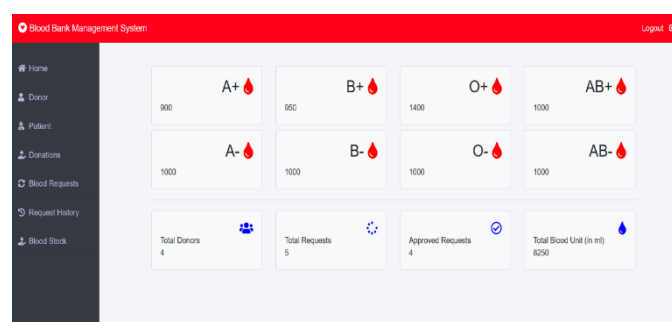 Blood Bank Management System
Logout
Home
Donor
Patient
Donations
Blood Requests
Request History
Blood Stock
A+
900
B+
950
O+
1400
AB+
1000
A-
1000
B-
1000
O-
1000
AB-
1000
Total Donors
4
Total Requests
5
Approved Requests
4
Total Blood Unit (in ml)
8250